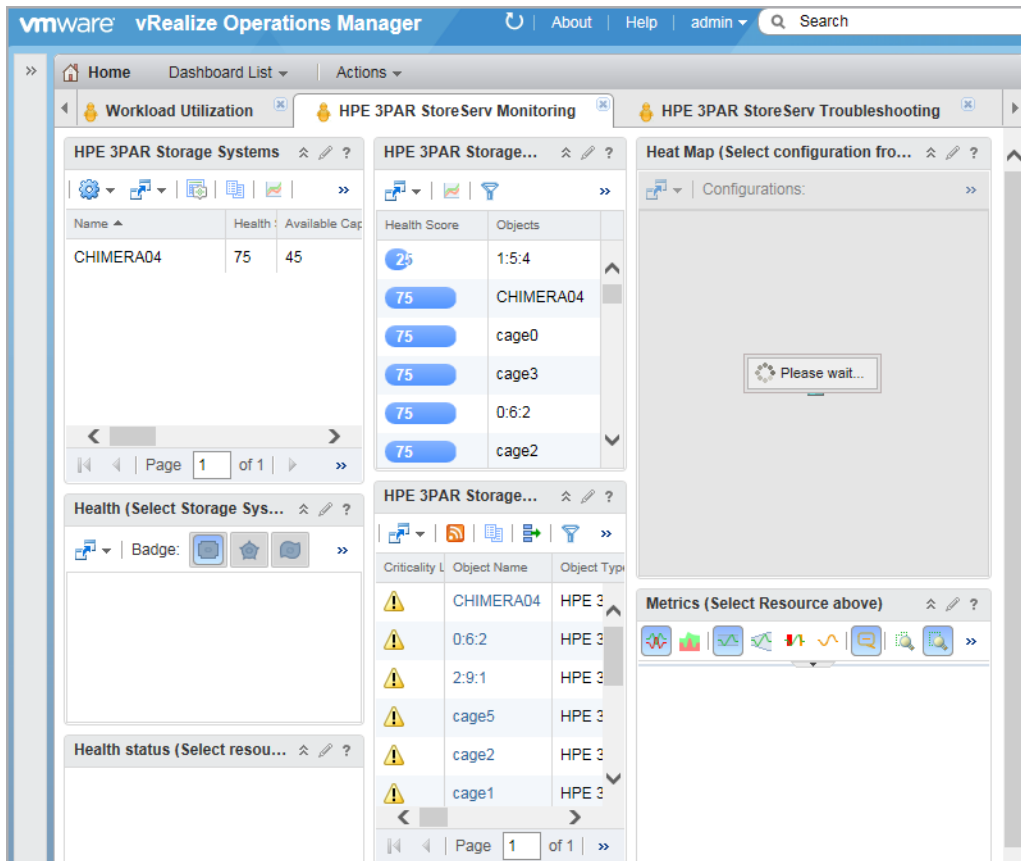 vmware vRealize Operations Manager About Help admin Search
Home Dashboard List Actions
Workload Utilization HPE 3PAR StoreServ Monitoring HPE 3PAR StoreServ Troubleshooting
HPE 3PAR Storage Systems ?
Name Health Available Cap
CHIMERA04 75 45
Page 1 of 1 »
Health (Select Storage Sys... ?
Badge: »
Health status (Select resou... ?
HPE 3PAR Storage... ?
Health Score Objects
25 1:5:4
75 CHIMERA04
75 cage0
75 cage3
75 0:6:2
75 cage2
HPE 3PAR Storage... ?
Criticality L Object Name Object Type
CHIMERA04 HPE 3
0:6:2 HPE 3
2:9:1 HPE 3
cage5 HPE 3
cage2 HPE 3
cage1 HPE 3
Page 1 of 1 »
Heat Map (Select configuration fro... ?
Configurations: »
Please wait...
Metrics (Select Resource above) ?